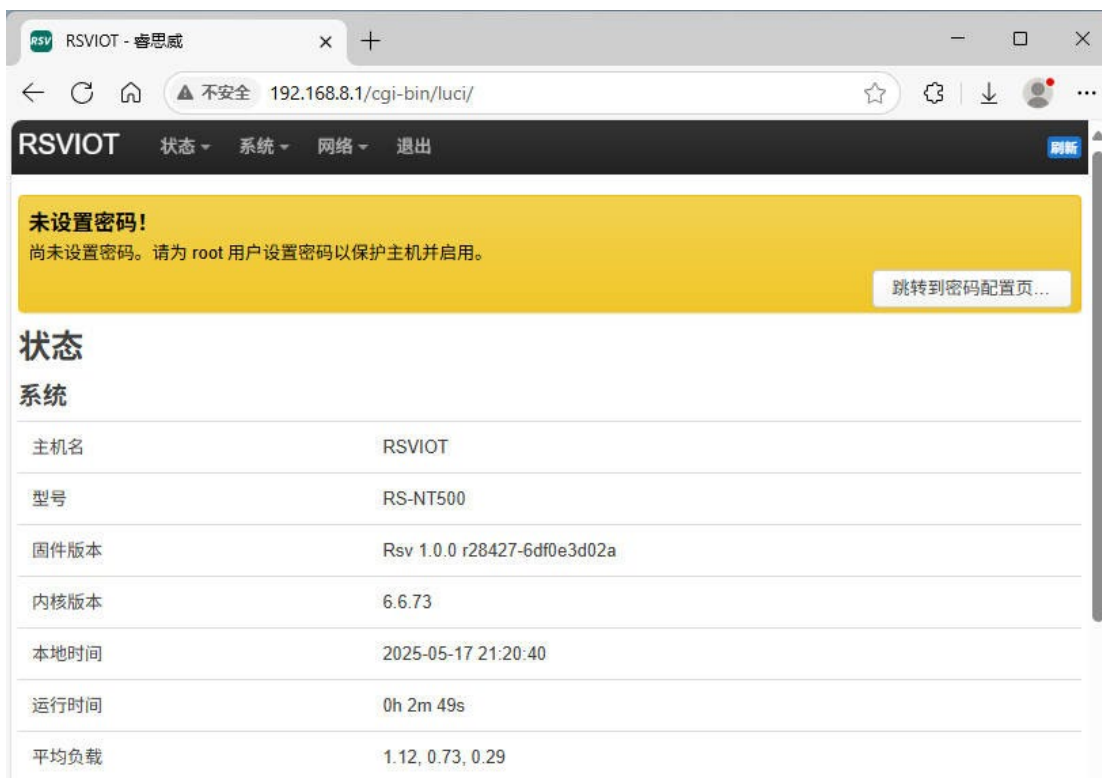 RSV RSVIOT - 睿思威
不安全 192.168.8.1/cgi-bin/luci/
RSVIOT 状态 系统 网络 退出 刷新
未设置密码！
尚未设置密码。请为 root 用户设置密码以保护主机并启用。
跳转到密码配置页...
状态
系统
主机名 RSVIOT
型号 RS-NT500
固件版本 Rsv 1.0.0 r28427-6df0e3d02a
内核版本 6.6.73
本地时间 2025-05-17 21:20:40
运行时间 0h 2m 49s
平均负载 1.12, 0.73, 0.29